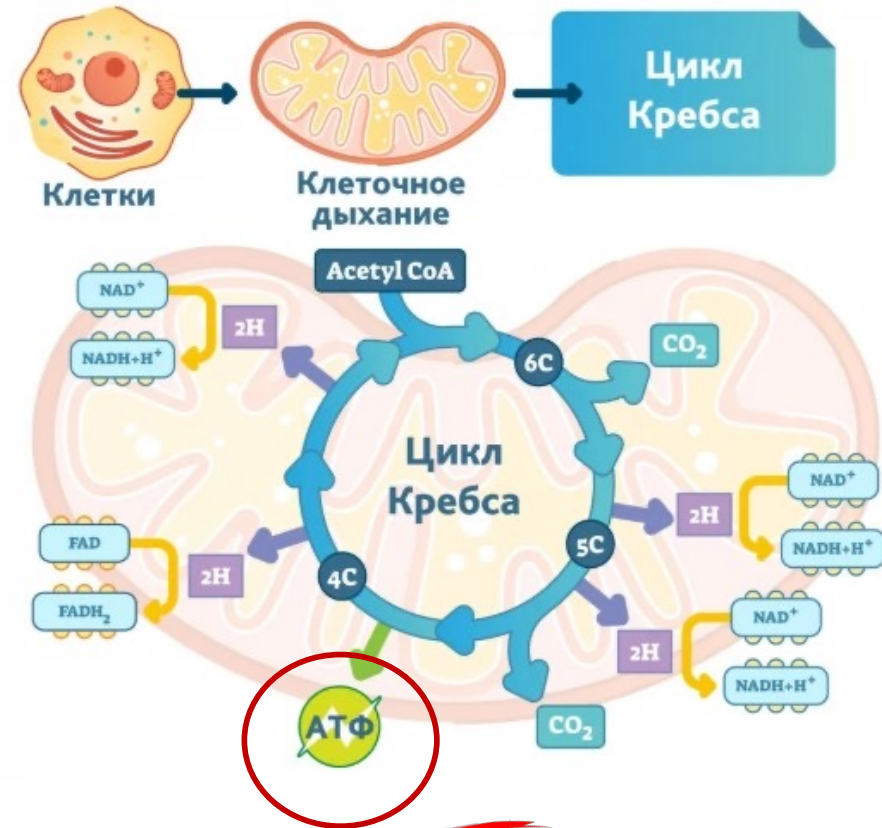 Цикл
Кребса
Клетки
Клеточное
дыхание
Acetyl CoA
NAD⁺
2H
NADH+H⁺
6C
CO₂
Цикл
Кребса
NAD⁺
2H
NADH+H⁺
5C
FAD
2H
4C
FADH₂
NAD⁺
2H
NADH+H⁺
АТФ
CO₂